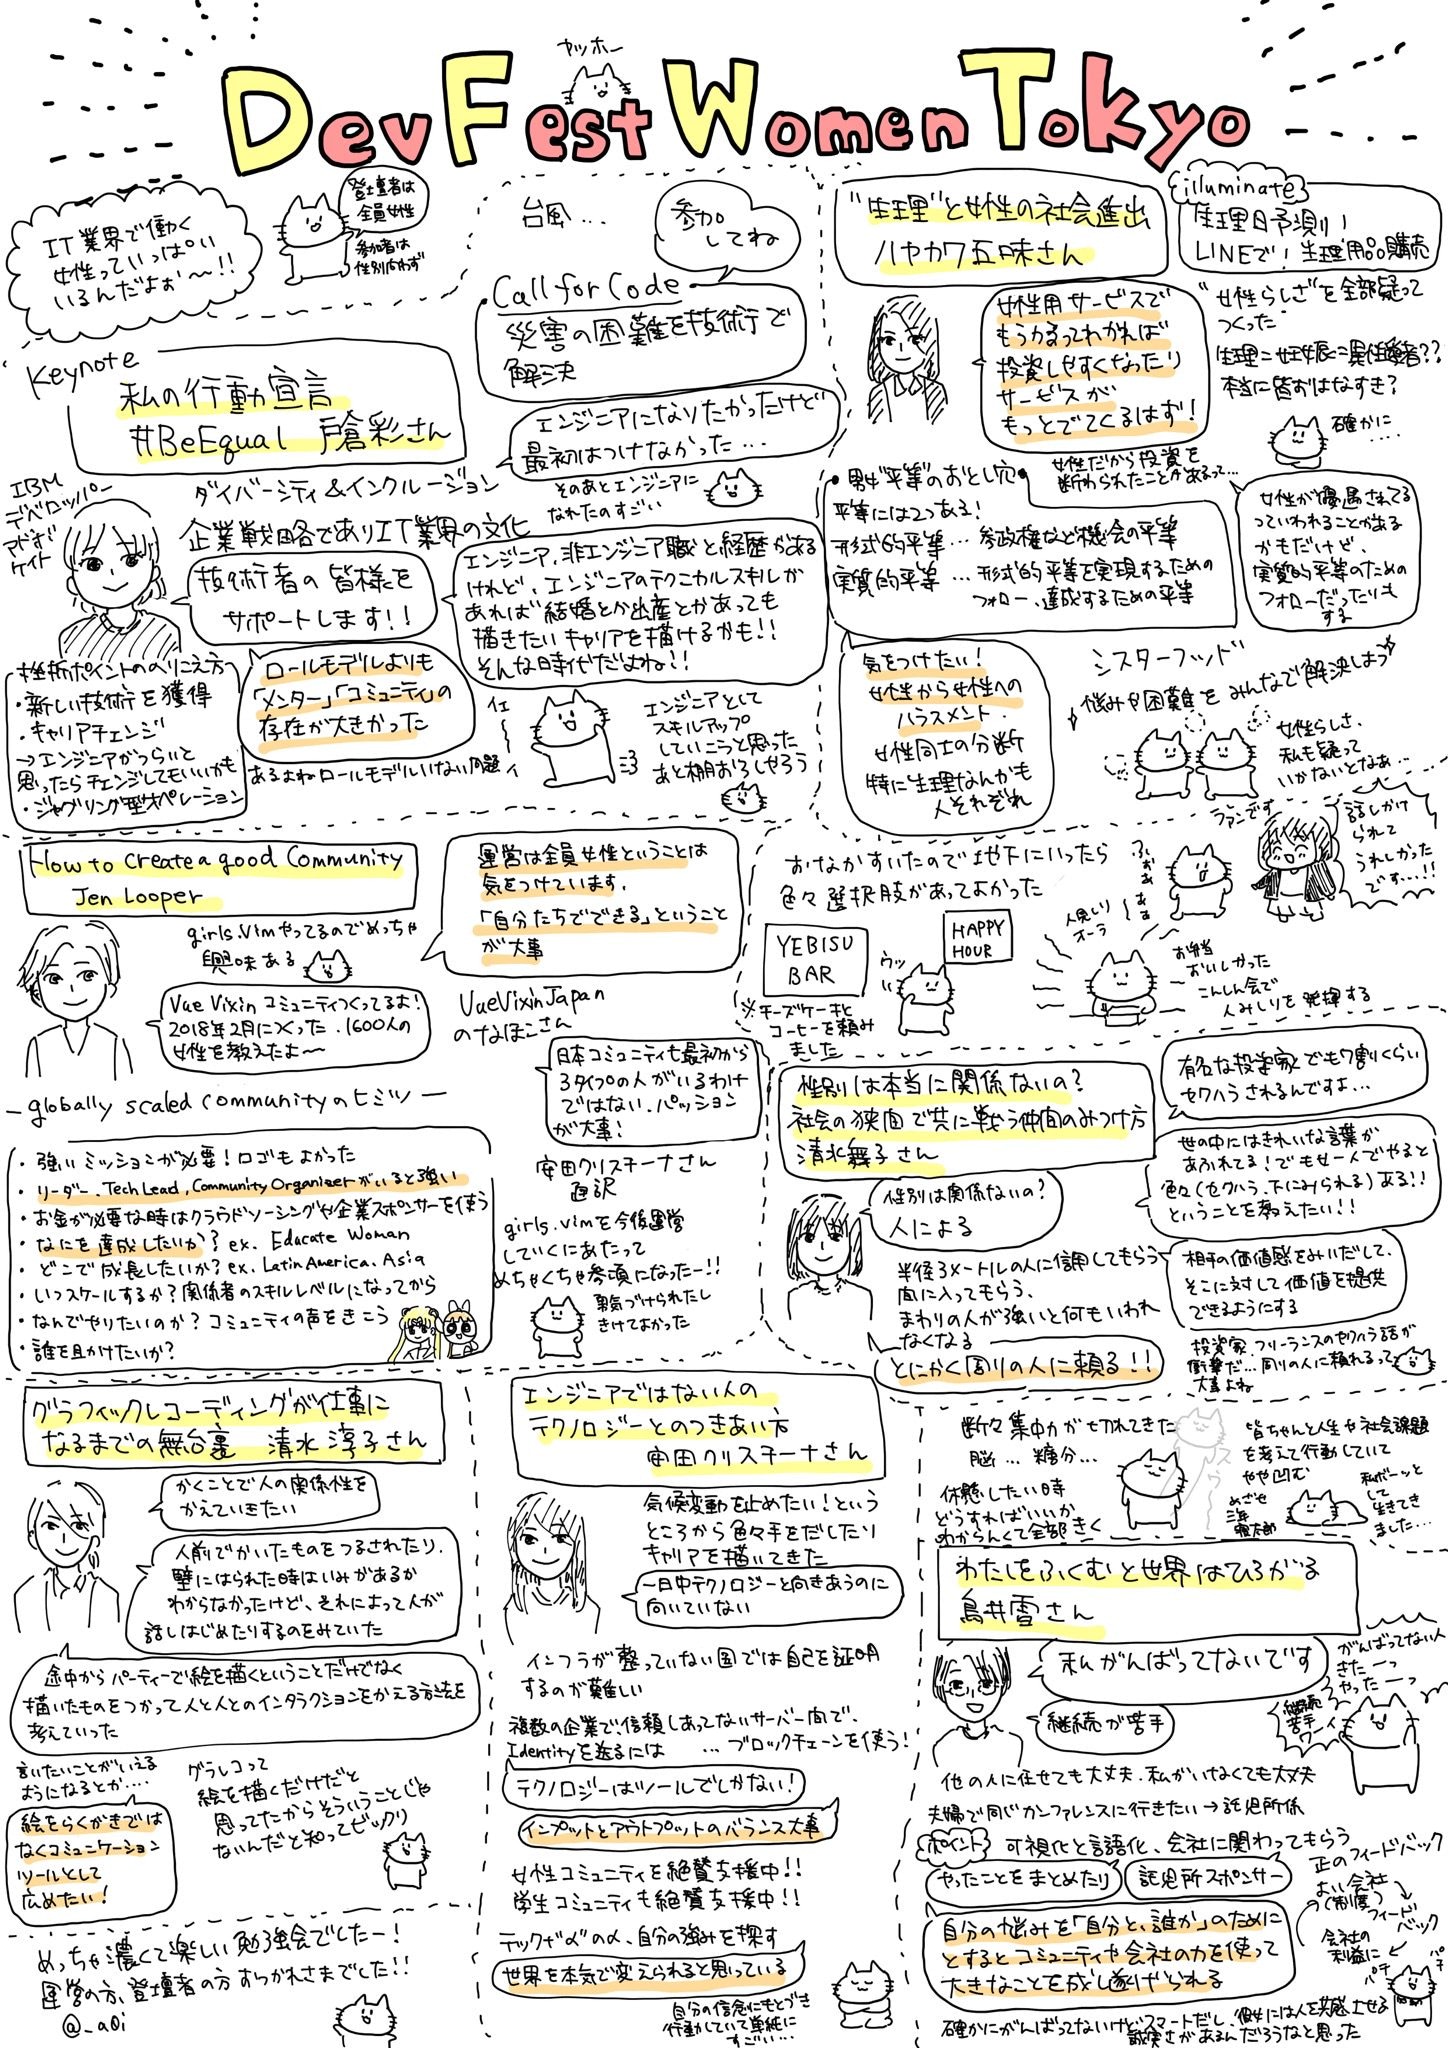 ヤッホー
DevFest Women Tokyo
IT業界で働く
女性っていっぱい
いるんだよぉ〜!!
登壇者は
全員女性
参加者は
性別問わず
Keynote
私の行動宣言
#BeEqual 戸倉彩さん
台風...
参加
してね
Call for Code
災害の困難を技術で
解決
IBM
デベロッパー
アドボ
ケイト
ダイバーシティ&インクルージョン
企業戦略でありIT業界の文化
技術者の皆様を
サポートします!!
エンジニアになりたかったけど
最初はつけなかった...
そのあとエンジニアに
なれたのすごい
エンジニア、非エンジニア職と経歴がある
けれど、エンジニアのテクニカルスキルが
あれば結婚とか出産とかあっても
描きたいキャリアを描けるかも!!
そんな時代だよね!!
挫折ポイントののりこえ方
・新しい技術を獲得
・キャリアチェンジ
→エンジニアがつらいと
思ったらチェンジしてもいいかも
・ジャグリング型オペレーション
ロールモデルよりも
「メンター」「コミュニティ」の
存在が大きかった
あるよねロールモデルいない問題
イェ
ィ
エンジニアとして
スキルアップ
していこうと思った
あと棚おろしやろう
"生理"と女性の社会進出
ハヤカワ五味さん
illuminate
生理日予測!
LINEで!生理用品購売
女性用サービスで
もうかるってわかれば
投資しやすくなったり
サービスが
もっとでてくるはず!
"女性らしさ"を全部疑って
つくった
生理=妊娠=異性愛者??
本当に皆おはなすき?
確かに
....
女性だから投資を
断わられたことがあるって...
・男女"平等"のおとし穴・
平等には2つある!
形式的平等...参政権など機会の平等
実質的平等...形式的平等を実現するための
フォロー、達成するための平等
女性が優遇されてる
っていわれることがある
かもだけど、
実質的平等のための
フォローだったりも
する
気をつけたい!
女性から女性への
ハラスメント
女性同士の分断
特に生理なんかも
人それぞれ
シスターフッド
悩みや困難をみんなで解決しよう
女性らしさ、
私も疑って
いかないとなぁ...
ファンです
話しかけ
られて
うれしかった
です...!!
How to create a good Community
Jen Looper
girls.vimやってるのでめっちゃ
興味ある
Vue Vixinコミュニティつくってるよ!
2018年2月につくった.1600人の
女性を教えたよ〜
運営は全員女性ということは
気をつけています.
「自分たちでできる」ということ
が大事
VueVixinJapan
のなほこさん
日本コミュニティも最初から
3タイプの人がいるわけ
ではない.パッション
が大事!
安田クリスチーナさん
通訳
— globally scaled communityのヒミツ —
・強いミッションが必要!ロゴもよかった
・リーダー、Tech Lead, Community Organizerがいると強い
・お金が必要な時はクラウドソーシングや企業スポンサーを使う
・なにを達成したいか? ex. Educate Woman
・どこで成長したいか? ex. Latin America、Asia
・いつスケールするか?関係者のスキルレベルになってから
・なんでやりたいのか? コミュニティの声をきこう
・誰を助けたいか?
girls.vimを今後運営
していくにあたって
めちゃくちゃ参考になったー!!
勇気づけられたし
きけてよかった
おなかすいたので地下にいったら
色々選択肢があってよかった
YEBISU
BAR
HAPPY
HOUR
ウッ
※チーズケーキと
コーヒーを頼み
ました
人見しり
オーラ
お弁当
おいしかった
こんしん会で
人みしりを発揮する
性別は本当に関係ないの?
社会の狭間で共に戦う仲間のみつけ方
清水舞子さん
有名な投資家でも7割りくらい
セクハラされるんですよ...
性別は関係ないの?
人による
世の中にはきれいな言葉が
あふれてる!でも女一人でやると
色々(セクハラ、下にみられる)ある!!
ということを教えたい!!
半径3メートルの人に信用してもらう
間に入ってもらう、
まわりの人が強いと何もいわれ
なくなる
とにかく周りの人に頼る!!
相手の価値感をみいだして、
そこに対して価値を提供
できるようにする
投資家、フリーランスのセクハラ話が
衝撃だ...周りの人に頼れるって
大事よね
グラフィックレコーディングが仕事に
なるまでの舞台裏 清水淳子さん
かくことで人の関係性を
かえていきたい
人前でかいたものをつるされたり、
壁にはられた時はいみがあるか
わからなかったけど、それによって人が
話しはじめたりするのをみていた
途中からパーティーで絵を描くということだけでなく
描いたものをつかって人と人とのインタラクションをかえる方法を
考えていった
言いたいことがいえる
ようになるとか....
絵をらくがきでは
なくコミュニケーション
ツールとして
広めたい!
グラレコって
絵を描くだけだと
思ってたからそういうことじゃ
ないんだと知ってビックリ
めっちゃ濃くて楽しい勉強会でしたー!
運営の方、登壇者の方おつかれさまでした!!
@_a0i
エンジニアではない人の
テクノロジーとのつきあい方
安田クリスチーナさん
気候変動を止めたい!という
ところから色々手をだしたり
キャリアを描いてきた
一日中テクノロジーと向きあうのに
向いていない
インフラが整っていない国では自己を証明
するのが難しい
複数の企業で、信頼しあってないサーバー間で、
Identityを送るには ...ブロックチェーンを使う!
テクノロジーはツールでしかない!
インプットとアウトプットのバランス大事
女性コミュニティを絶賛支援中!!
学生コミュニティも絶賛支援中!!
テックギ〆の〆、自分の強みを探す
世界を本気で変えられると思っている
自分の信念にもとづき
行動していて単純に
すごい...
断々集中力が切れてきた
脳...糖分...
スゥー
休憩したい時
どうすればいいか
わからんくて全部きく
皆ちゃんと人生や社会課題
を考えて行動していて
やや凹む
めざせ
三年
寝太郎
私ボーッと
して
生きてき
ました...
わたしをふくむと世界はひろがる
鳥井雪さん
私がんばってないです
継続が苦手
がんばってない人
きたーっ
やったーっ
継続
苦手
ワーイ
他の人に任せても大丈夫.私がいなくても大丈夫
夫婦で同じカンファレンスに行きたい→託児所係
ポイント
可視化と言語化、会社に関わってもらう
やったことをまとめたり
託児所スポンサー
自分の悩みを「自分と、誰か」のために
とするとコミュニティや会社の力を使って
大きなことを成し遂げられる
正のフィードバック
よい会社
(制度)
フィード
バック
会社の
利益に
パチ
パチ
確かにがんばってないけどスマートだし、彼女には人を共感させる
誠実さがあるんだろうなと思った